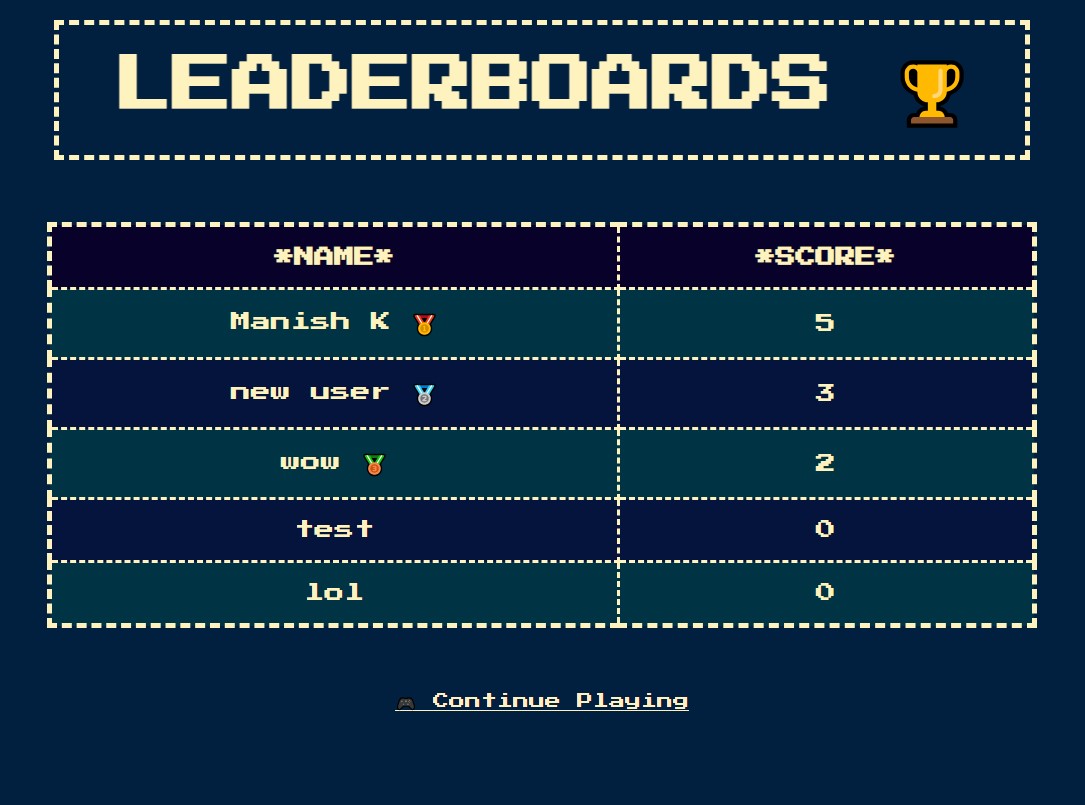 LEADERBOARDS
*NAME* *SCORE*
Manish K 5
new user 3
wow 2
test 0
lol 0
Continue Playing